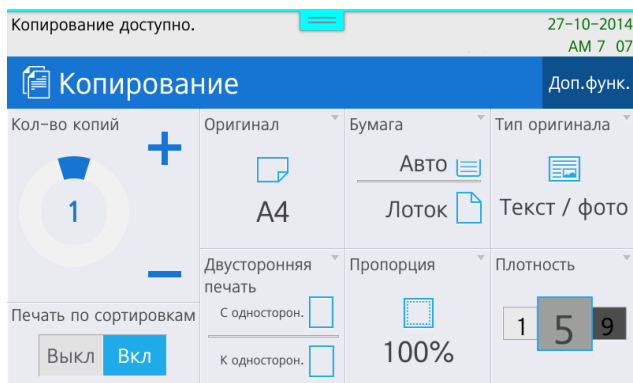 Копирование доступно.
27-10-2014
AM 7 07
Копирование
Доп.функ.
Кол-во копий
1
Оригинал
A4
Бумага
Авто
Лоток
Тип оригинала
Текст / фото
Печать по сортировкам
Выкл Вкл
Двусторонняя
печать
С односторон.
К односторон.
Пропорция
100%
Плотность
1 5 9